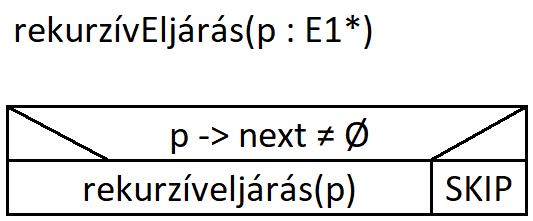 rekurzívEljárás(p : E1*)
p -> next ≠ Ø
rekurzíveljárás(p) SKIP